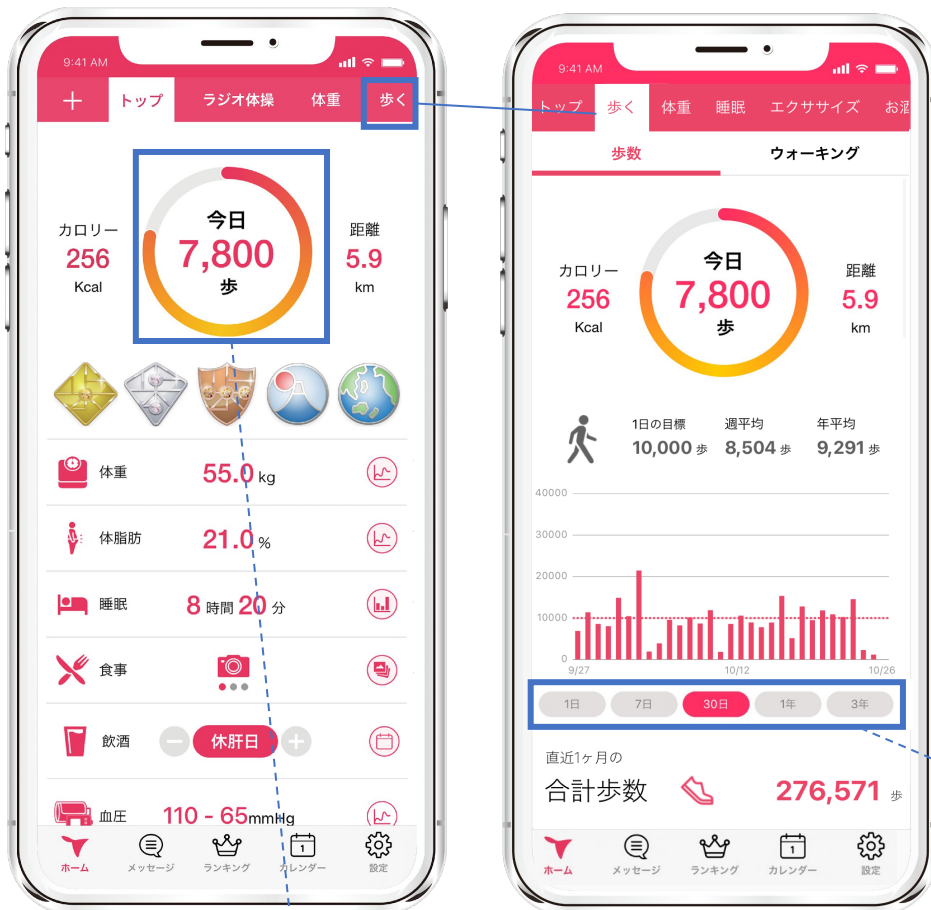 9:41 AM
トップ
ラジオ体操
体重
歩く
カロリー
256
Kcal
今日
7,800
歩
距離
5.9
km
体重
55.0 kg
体脂肪
21.0 %
睡眠
8 時間 20 分
食事
飲酒
休肝日
血圧
110 - 65mmHg
ホーム
メッセージ
ランキング
1
カレンダー
設定
9:41 AM
トップ
歩く
体重
睡眠
エクササイズ
お酒
歩数
ウォーキング
カロリー
256
Kcal
今日
7,800
歩
距離
5.9
km
1日の目標
10,000 歩
週平均
8,504 歩
年平均
9,291 歩
40000
30000
20000
10000
0
9/27
10/12
10/26
1日
7日
30日
1年
3年
直近1ヶ月の
合計歩数
276,571 歩
ホーム
メッセージ
ランキング
1
カレンダー
設定